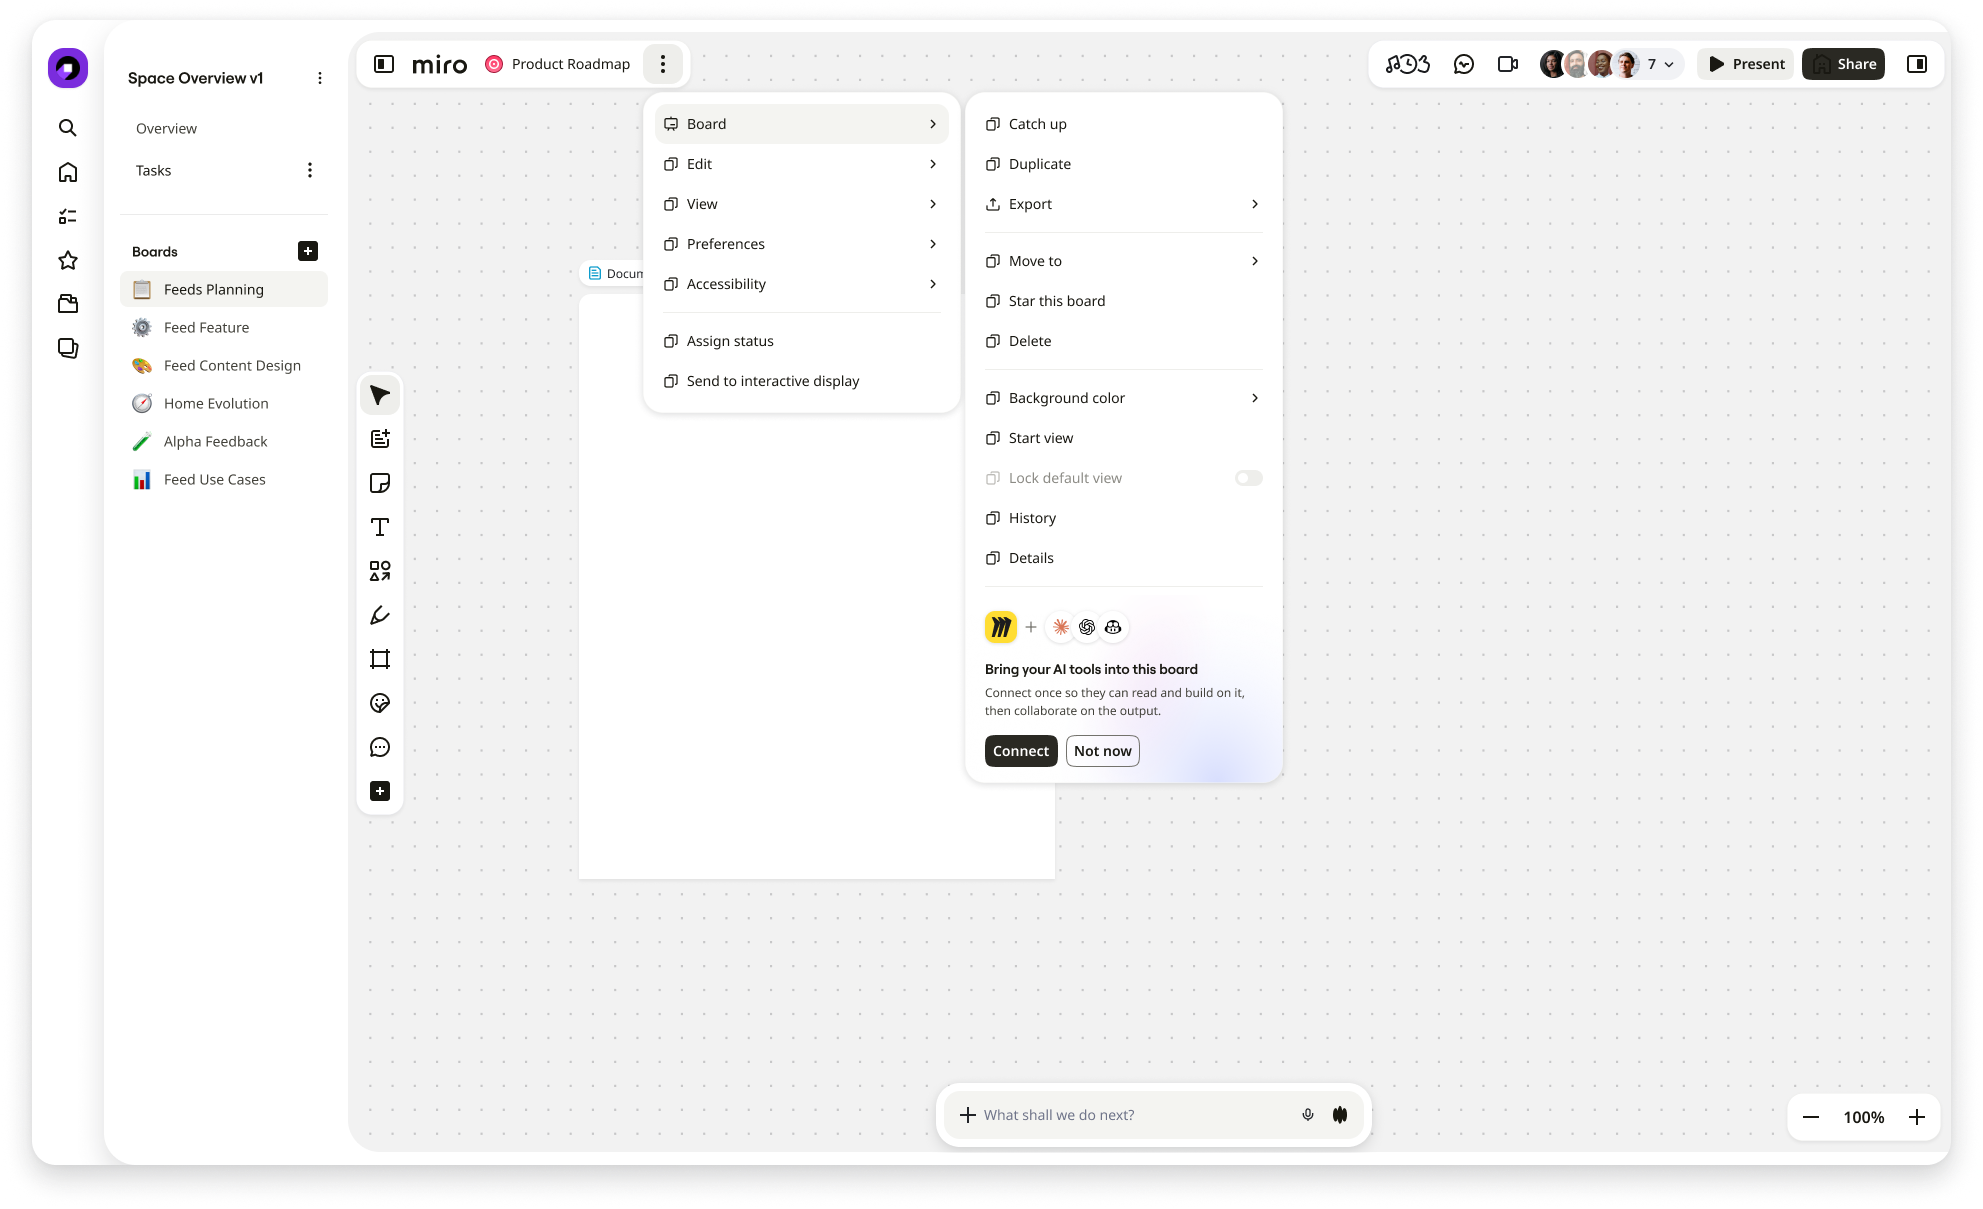 Space Overview v1
Overview
Tasks
Boards
Feeds Planning
Feed Feature
Feed Content Design
Home Evolution
Alpha Feedback
Feed Use Cases
miro
Product Roadmap
7
Present
Share
Board
Edit
View
Preferences
Accessibility
Assign status
Send to interactive display
Catch up
Duplicate
Export
Move to
Star this board
Delete
Background color
Start view
Lock default view
History
Details
Bring your AI tools into this board
Connect once so they can read and build on it,
then collaborate on the output.
Connect
Not now
Docum
What shall we do next?
100%